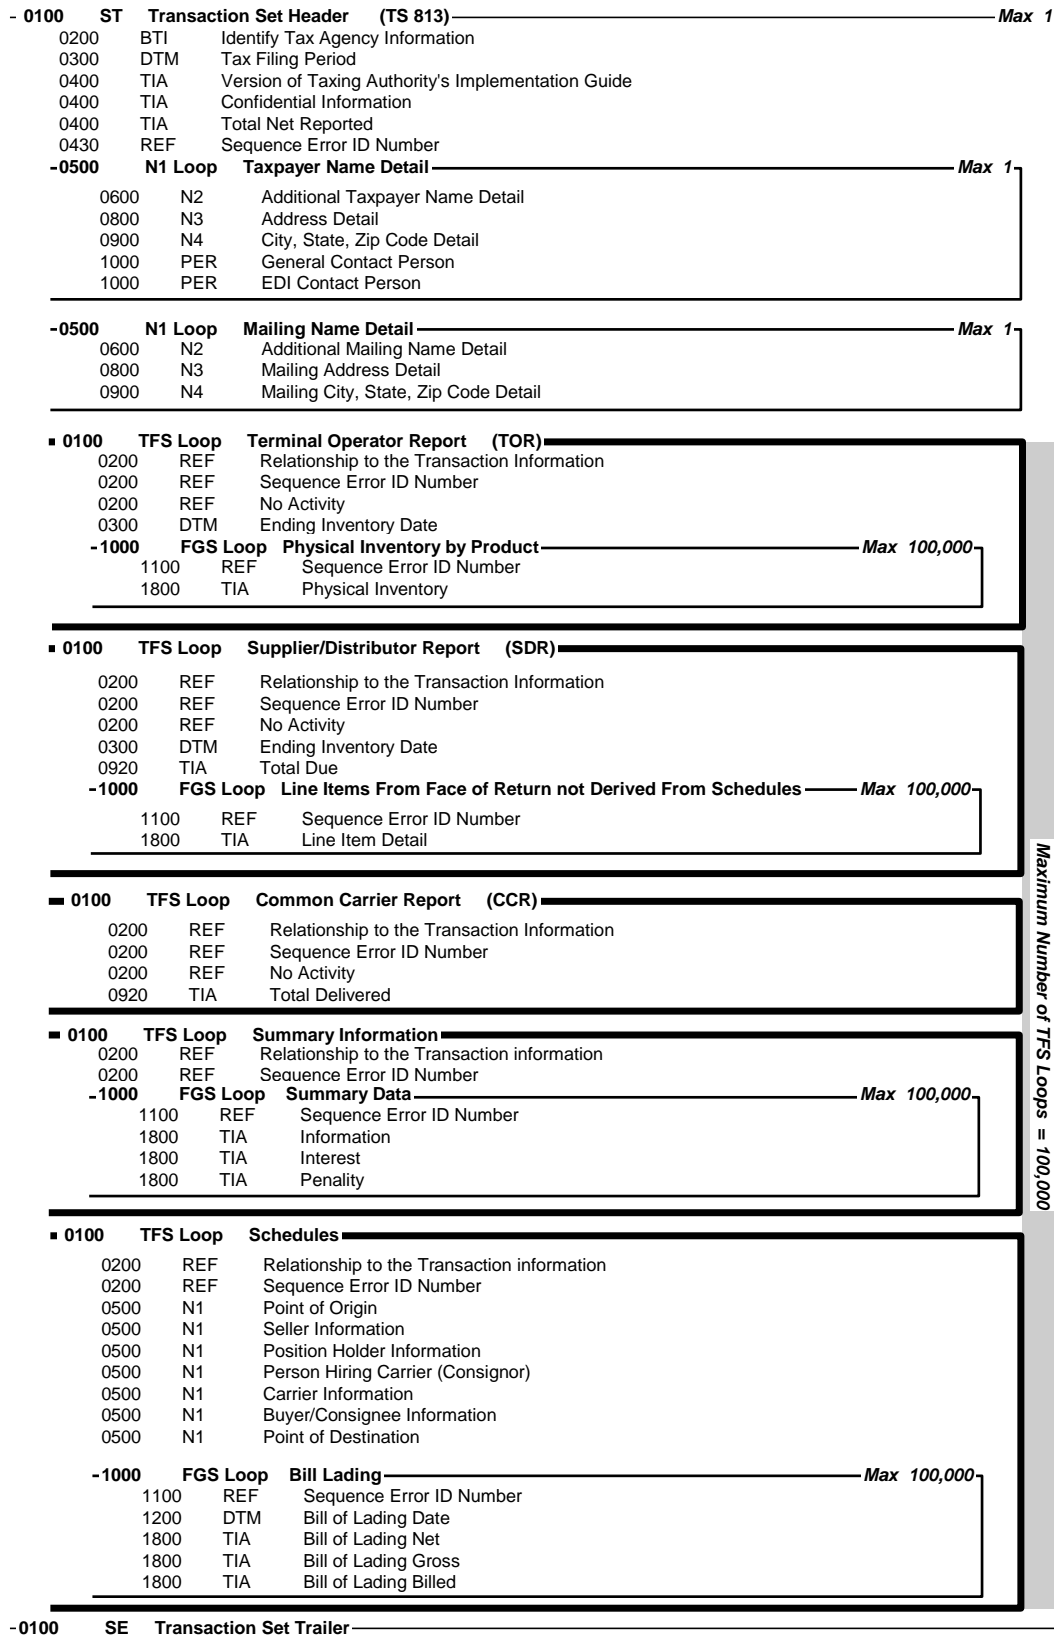 0100 ST Transaction Set Header (TS 813) Max 1
0200 BTI Identify Tax Agency Information
0300 DTM Tax Filing Period
0400 TIA Version of Taxing Authority's Implementation Guide
0400 TIA Confidential Information
0400 TIA Total Net Reported
0430 REF Sequence Error ID Number
0500 N1 Loop Taxpayer Name Detail Max 1
0600 N2 Additional Taxpayer Name Detail
0800 N3 Address Detail
0900 N4 City, State, Zip Code Detail
1000 PER General Contact Person
1000 PER EDI Contact Person
0500 N1 Loop Mailing Name Detail Max 1
0600 N2 Additional Mailing Name Detail
0800 N3 Mailing Address Detail
0900 N4 Mailing City, State, Zip Code Detail
0100 TFS Loop Terminal Operator Report (TOR)
0200 REF Relationship to the Transaction Information
0200 REF Sequence Error ID Number
0200 REF No Activity
0300 DTM Ending Inventory Date
1000 FGS Loop Physical Inventory by Product Max 100,000
1100 REF Sequence Error ID Number
1800 TIA Physical Inventory
0100 TFS Loop Supplier/Distributor Report (SDR)
0200 REF Relationship to the Transaction Information
0200 REF Sequence Error ID Number
0200 REF No Activity
0300 DTM Ending Inventory Date
0920 TIA Total Due
1000 FGS Loop Line Items From Face of Return not Derived From Schedules Max 100,000
1100 REF Sequence Error ID Number
1800 TIA Line Item Detail
0100 TFS Loop Common Carrier Report (CCR)
0200 REF Relationship to the Transaction Information
0200 REF Sequence Error ID Number
0200 REF No Activity
0920 TIA Total Delivered
0100 TFS Loop Summary Information
0200 REF Relationship to the Transaction information
0200 REF Sequence Error ID Number
1000 FGS Loop Summary Data Max 100,000
1100 REF Sequence Error ID Number
1800 TIA Information
1800 TIA Interest
1800 TIA Penality
0100 TFS Loop Schedules
0200 REF Relationship to the Transaction information
0200 REF Sequence Error ID Number
0500 N1 Point of Origin
0500 N1 Seller Information
0500 N1 Position Holder Information
0500 N1 Person Hiring Carrier (Consignor)
0500 N1 Carrier Information
0500 N1 Buyer/Consignee Information
0500 N1 Point of Destination
1000 FGS Loop Bill Lading Max 100,000
1100 REF Sequence Error ID Number
1200 DTM Bill of Lading Date
1800 TIA Bill of Lading Net
1800 TIA Bill of Lading Gross
1800 TIA Bill of Lading Billed
0100 SE Transaction Set Trailer
Maximum Number of TFS Loops = 100,000